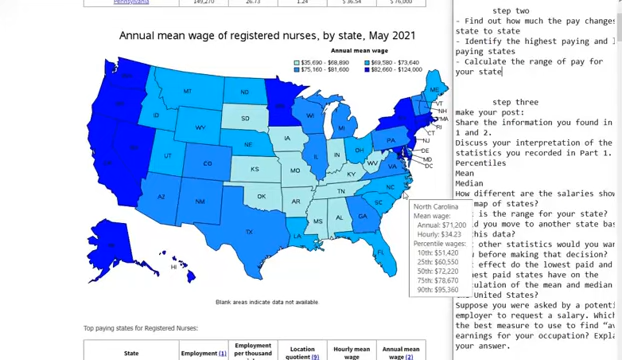 Pennsylvania 149,270 26.73 1.24 $ 36.54 $ 76,000
Annual mean wage of registered nurses, by state, May 2021
Annual mean wage
$35,690 - $68,890
$69,580 - $73,640
$75,160 - $81,600
$82,660 - $124,000
MT
ND
ME
ID
WY
SD
WI
MI
VT
NH
MA
RI
CT
NJ
DE
MD
DC
PA
NE
IA
IL
IN
OH
WV
VA
UT
CO
KS
MO
KY
NC
TN
SC
AZ
NM
OK
AR
MS
AL
GA
TX
LA
AK
HI
North Carolina
Mean wage:
Annual: $71,200
Hourly: $34.23
Percentile wages:
10th: $51,420
25th: $60,550
50th: $72,220
75th: $78,670
90th: $95,360
Blank areas indicate data not available
Top paying states for Registered Nurses:
State
Employment (1)
Employment per thousand
Location quotient (9)
Hourly mean wage
Annual mean wage (2)
step two
- Find out how much the pay changes
state to state
- Identify the highest paying and l
paying states
- Calculate the range of pay for
your state
step three
make your post:
Share the information you found in
1 and 2.
Discuss your interpretation of the
statistics you recorded in Part 1.
Percentiles
Mean
Median
How different are the salaries show
map of states?
t is the range for your state?
d you move to another state bas
this data?
t other statistics would you wan
before making that decision?
t effect do the lowest paid and
est paid states have on the
culation of the mean and median
United States?
Suppose you were asked by a potenti
employer to request a salary. Which
the best measure to use to find "av
earnings for your occupation? Expla
your answer.